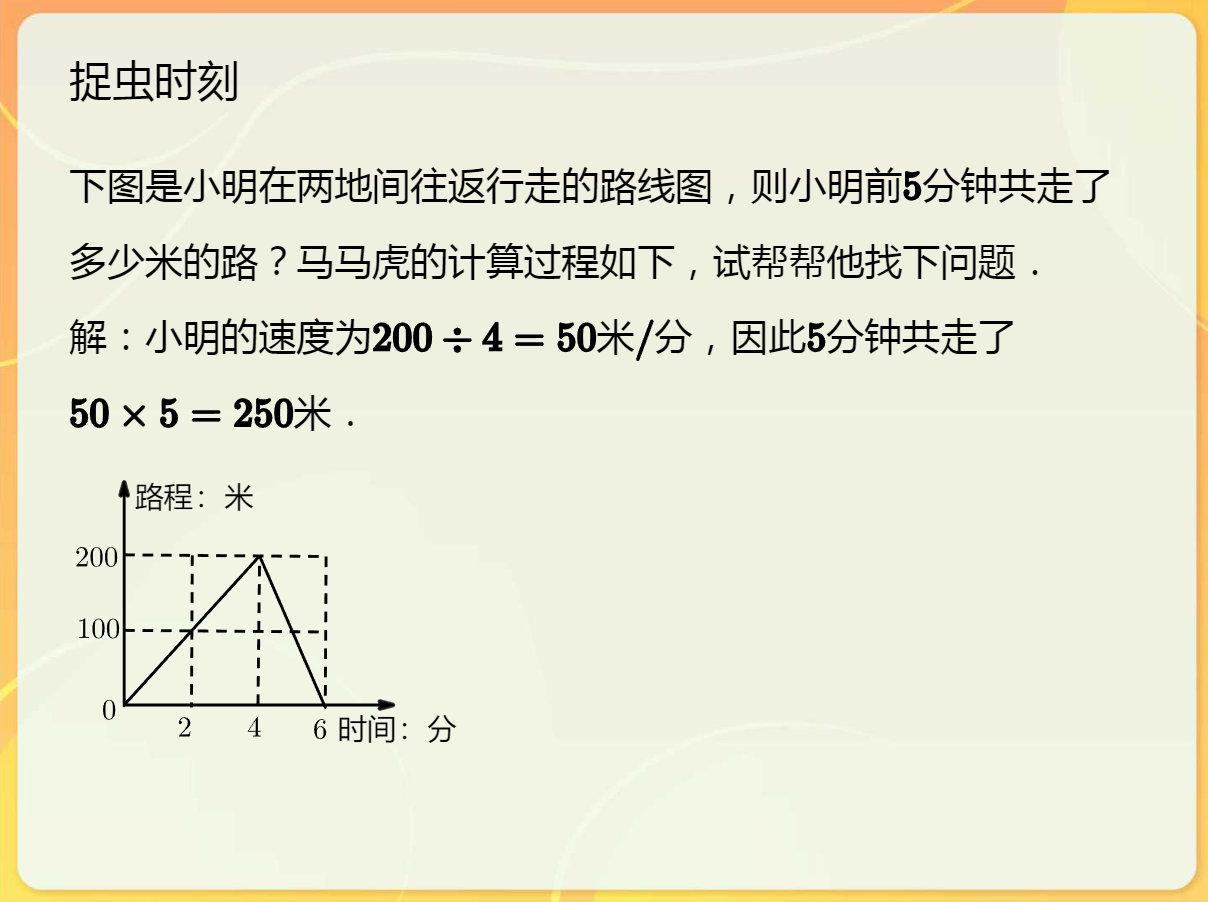 捉虫时刻
下图是小明在两地间往返行走的路线图，则小明前5分钟共走了
多少米的路？马马虎的计算过程如下，试帮帮他找下问题．
解：小明的速度为200 ÷ 4 = 50米/分，因此5分钟共走了
50 × 5 = 250米．
路程：米
200
100
0
2 4 6 时间：分